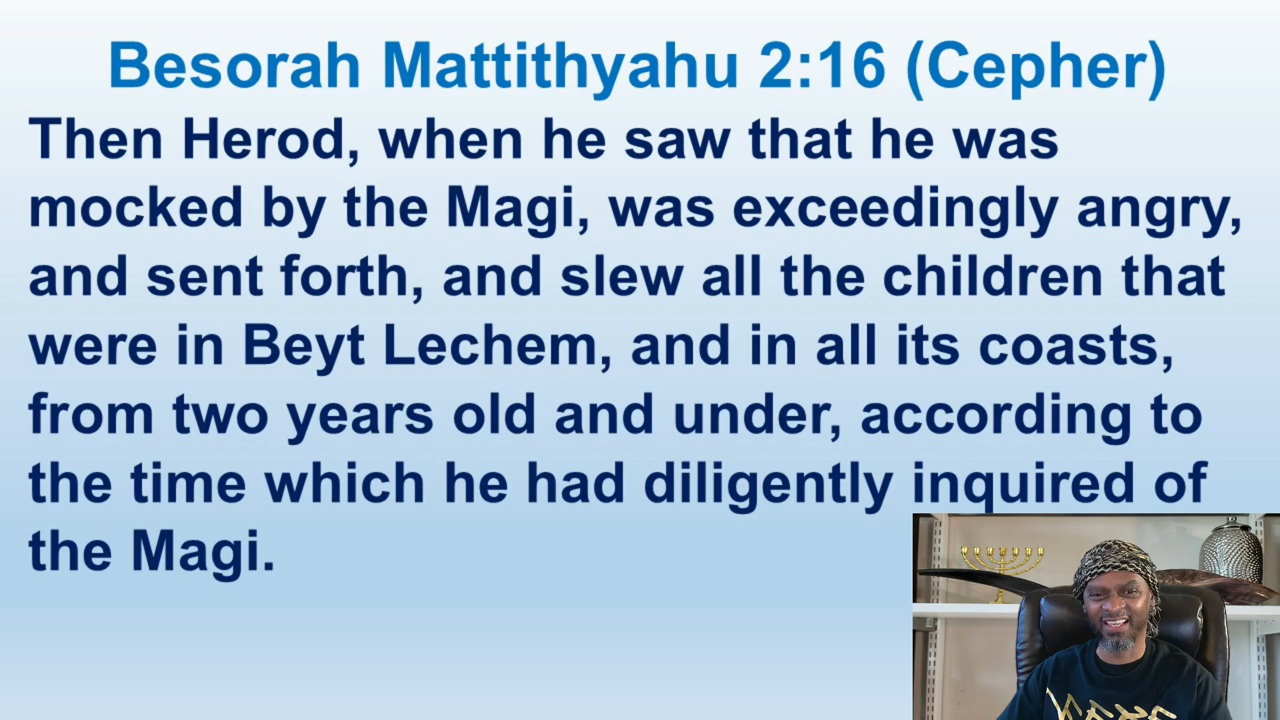 Besorah Mattithyahu 2:16 (Cepher)
Then Herod, when he saw that he was
mocked by the Magi, was exceedingly angry,
and sent forth, and slew all the children that
were in Beyt Lechem, and in all its coasts,
from two years old and under, according to
the time which he had diligently inquired of
the Magi.